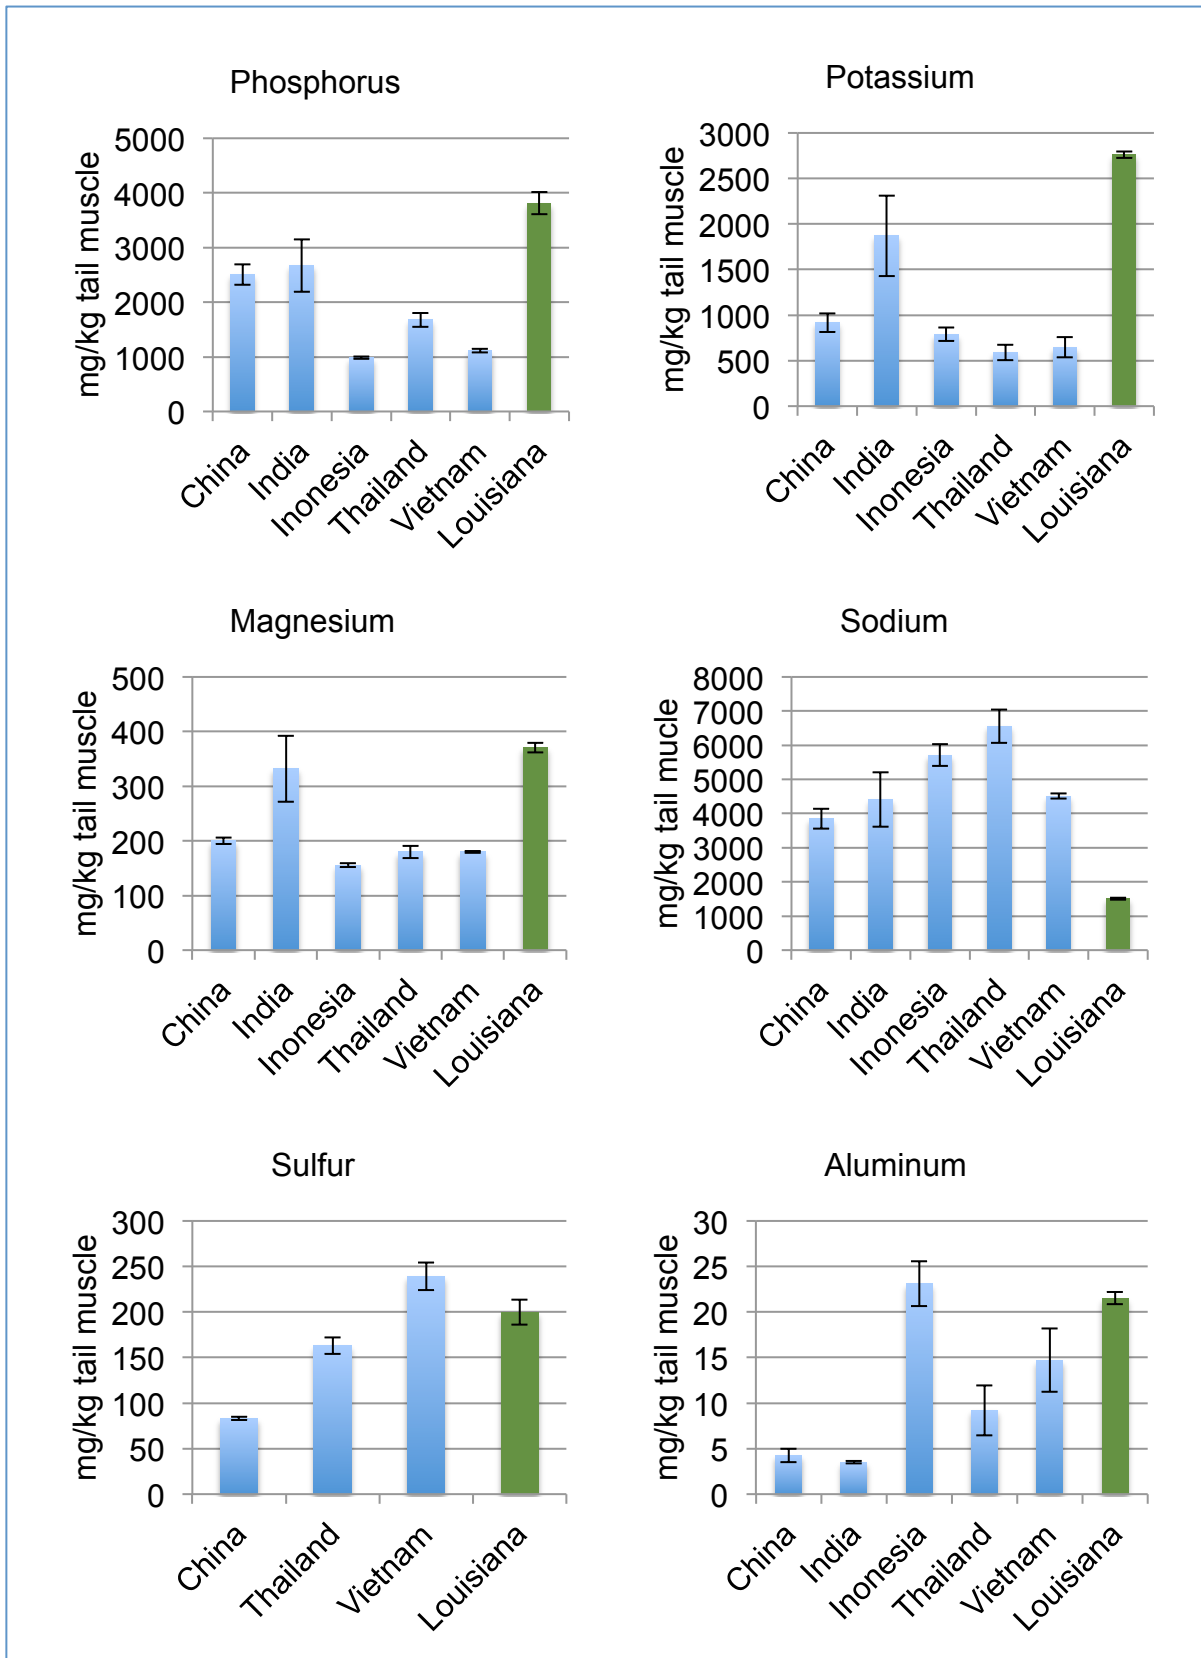 Phosphorus
mg/kg tail muscle
5000
4000
3000
2000
1000
0
China
India
Inonesia
Thailand
Vietnam
Louisiana
Potassium
mg/kg tail muscle
3000
2500
2000
1500
1000
500
0
China
India
Inonesia
Thailand
Vietnam
Louisiana
Magnesium
mg/kg tail muscle
500
400
300
200
100
0
China
India
Inonesia
Thailand
Vietnam
Louisiana
Sodium
mg/kg tail mucle
8000
7000
6000
5000
4000
3000
2000
1000
0
China
India
Inonesia
Thailand
Vietnam
Louisiana
Sulfur
mg/kg tail muscle
300
250
200
150
100
50
0
China
Thailand
Vietnam
Louisiana
Aluminum
mg/kg tail muscle
30
25
20
15
10
5
0
China
India
Inonesia
Thailand
Vietnam
Louisiana